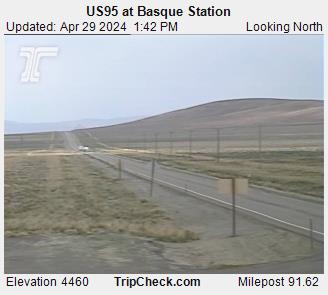 US95 at Basque Station
Updated: Apr 29 2024 1:42 PM Looking North
Elevation 4460 TripCheck.com Milepost 91.62